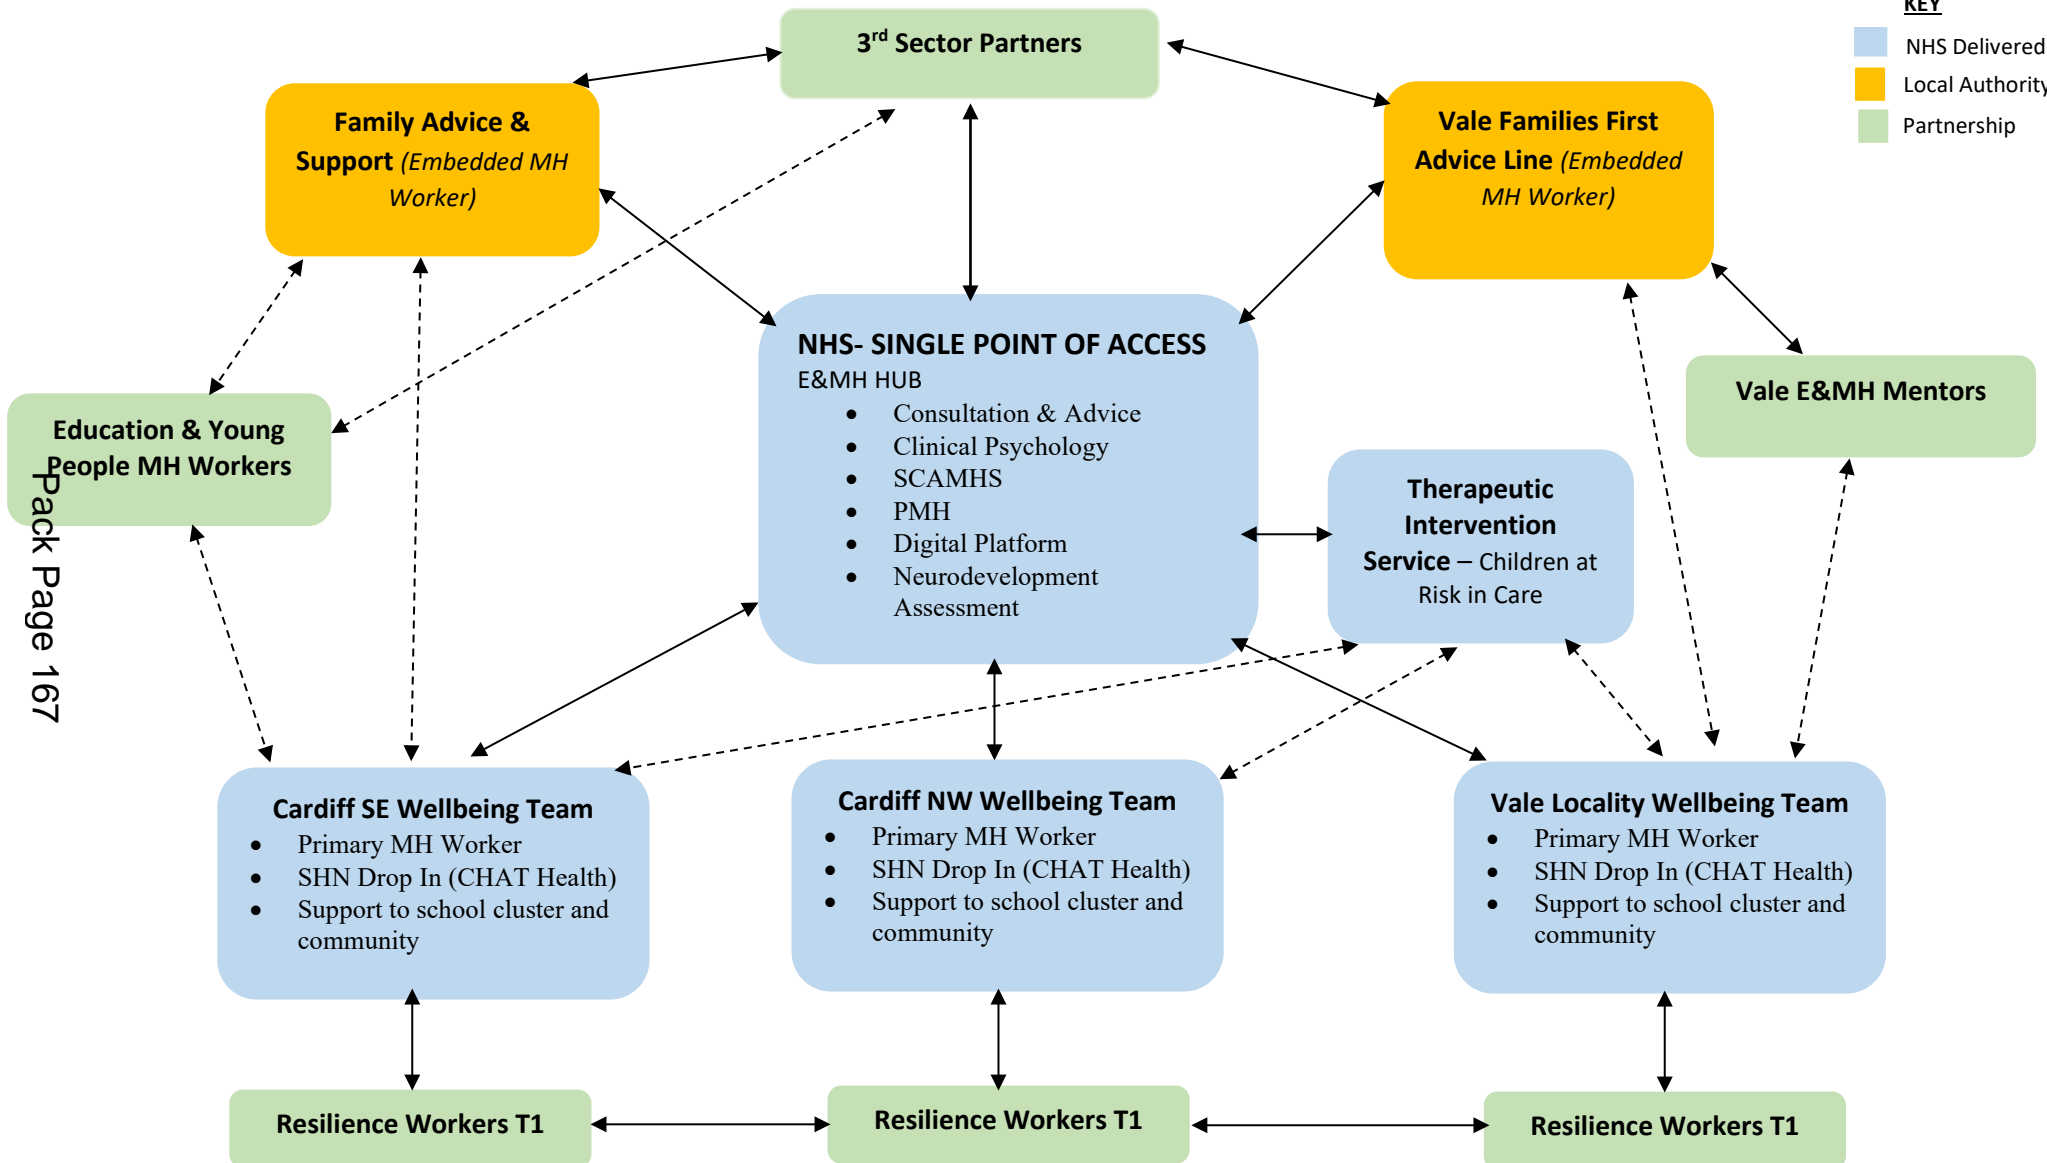 KEY
NHS Delivered
Local Authority
Partnership
3rd Sector Partners
Family Advice &
Support (Embedded MH
Worker)
Vale Families First
Advice Line (Embedded
MH Worker)
NHS- SINGLE POINT OF ACCESS
E&MH HUB
• Consultation & Advice
• Clinical Psychology
• SCAMHS
• PMH
• Digital Platform
• Neurodevelopment
Assessment
Education & Young
People MH Workers
Vale E&MH Mentors
Therapeutic
Intervention
Service – Children at
Risk in Care
Pack Page 167
Cardiff SE Wellbeing Team
• Primary MH Worker
• SHN Drop In (CHAT Health)
• Support to school cluster and
community
Cardiff NW Wellbeing Team
• Primary MH Worker
• SHN Drop In (CHAT Health)
• Support to school cluster and
community
Vale Locality Wellbeing Team
• Primary MH Worker
• SHN Drop In (CHAT Health)
• Support to school cluster and
community
Resilience Workers T1
Resilience Workers T1
Resilience Workers T1